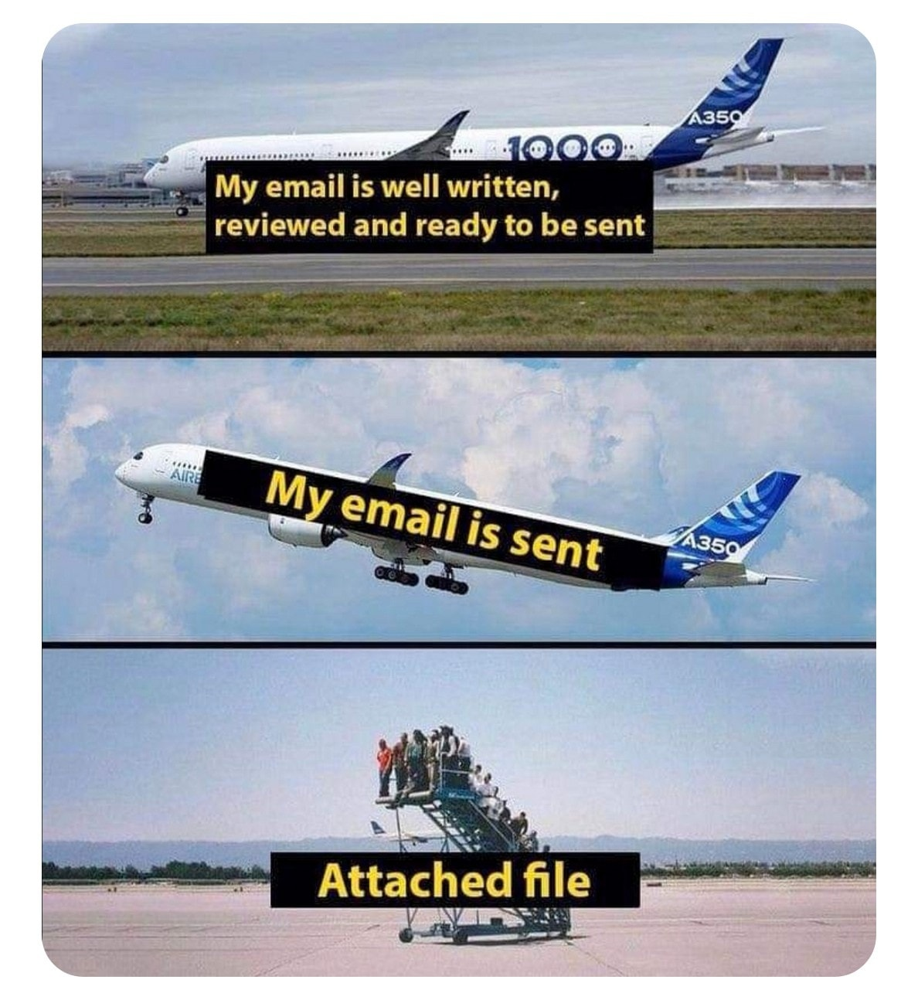 A350
1000
My email is well written,
reviewed and ready to be sent
AIRB
My email is sent
A350
Attached file